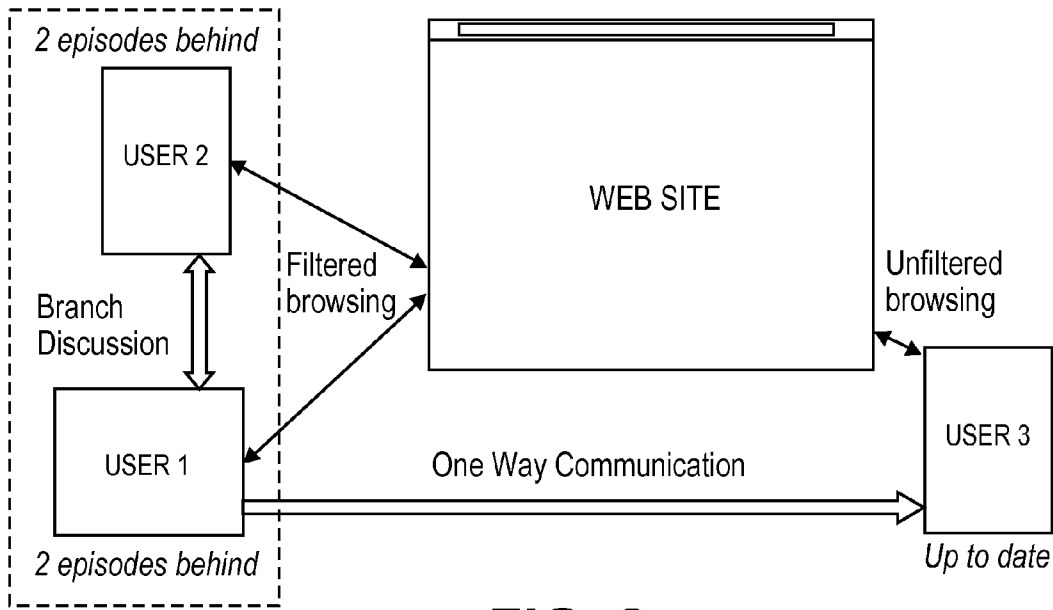 2 episodes behind
USER 2
WEB SITE
Filtered
browsing
Unfiltered
browsing
Branch
Discussion
USER 1
One Way Communication
USER 3
2 episodes behind
Up to date